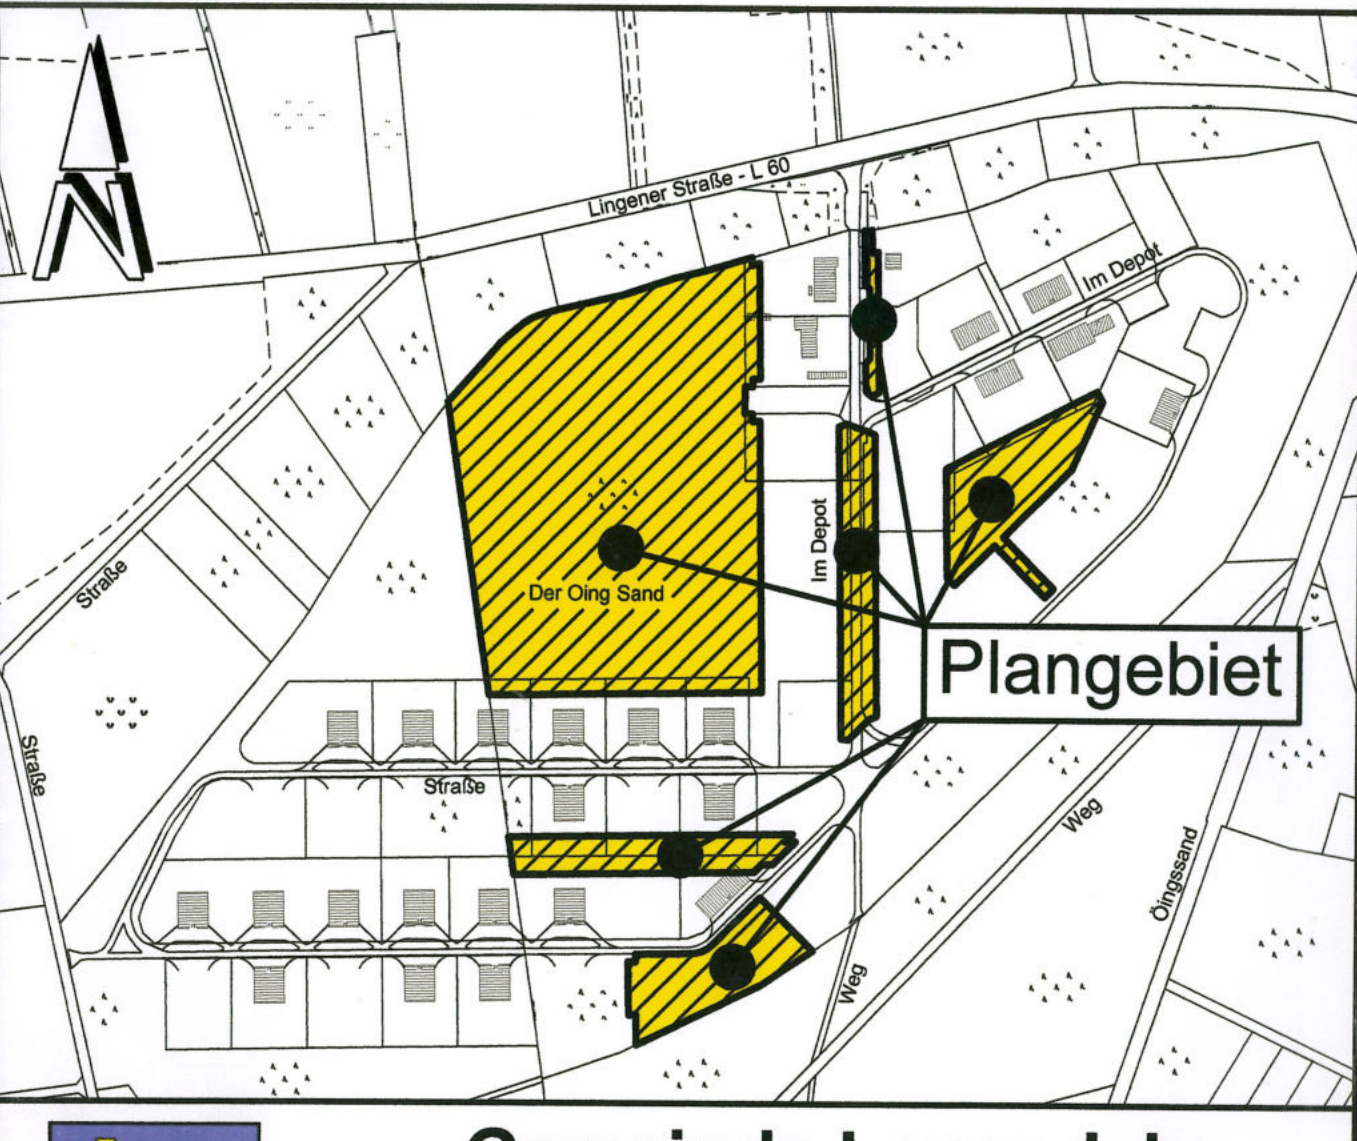 N
Lingener Straße - L 60
Im Depot
Straße
Im Depot
Der Oing Sand
Plangebiet
Straße
Straße
Weg
Öingssand
Weg